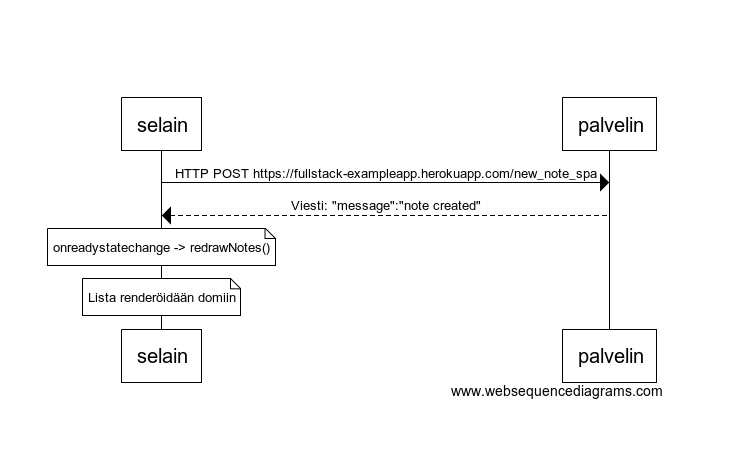 selain
palvelin
HTTP POST https://fullstack-exampleapp.herokuapp.com/new_note_spa
Viesti: "message":"note created"
onreadystatechange -> redrawNotes()
Lista renderöidään domiin
selain
palvelin
www.websequencediagrams.com